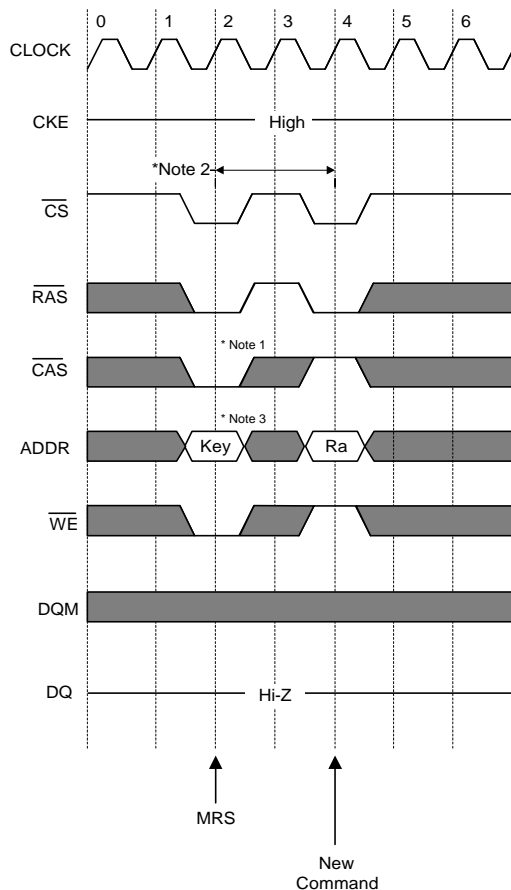 0 1 2 3 4 5 6
CLOCK
CKE High
*Note 2
CS
RAS
* Note 1
CAS
* Note 3
ADDR Key Ra
WE
DQM
DQ Hi-Z
MRS
New
Command